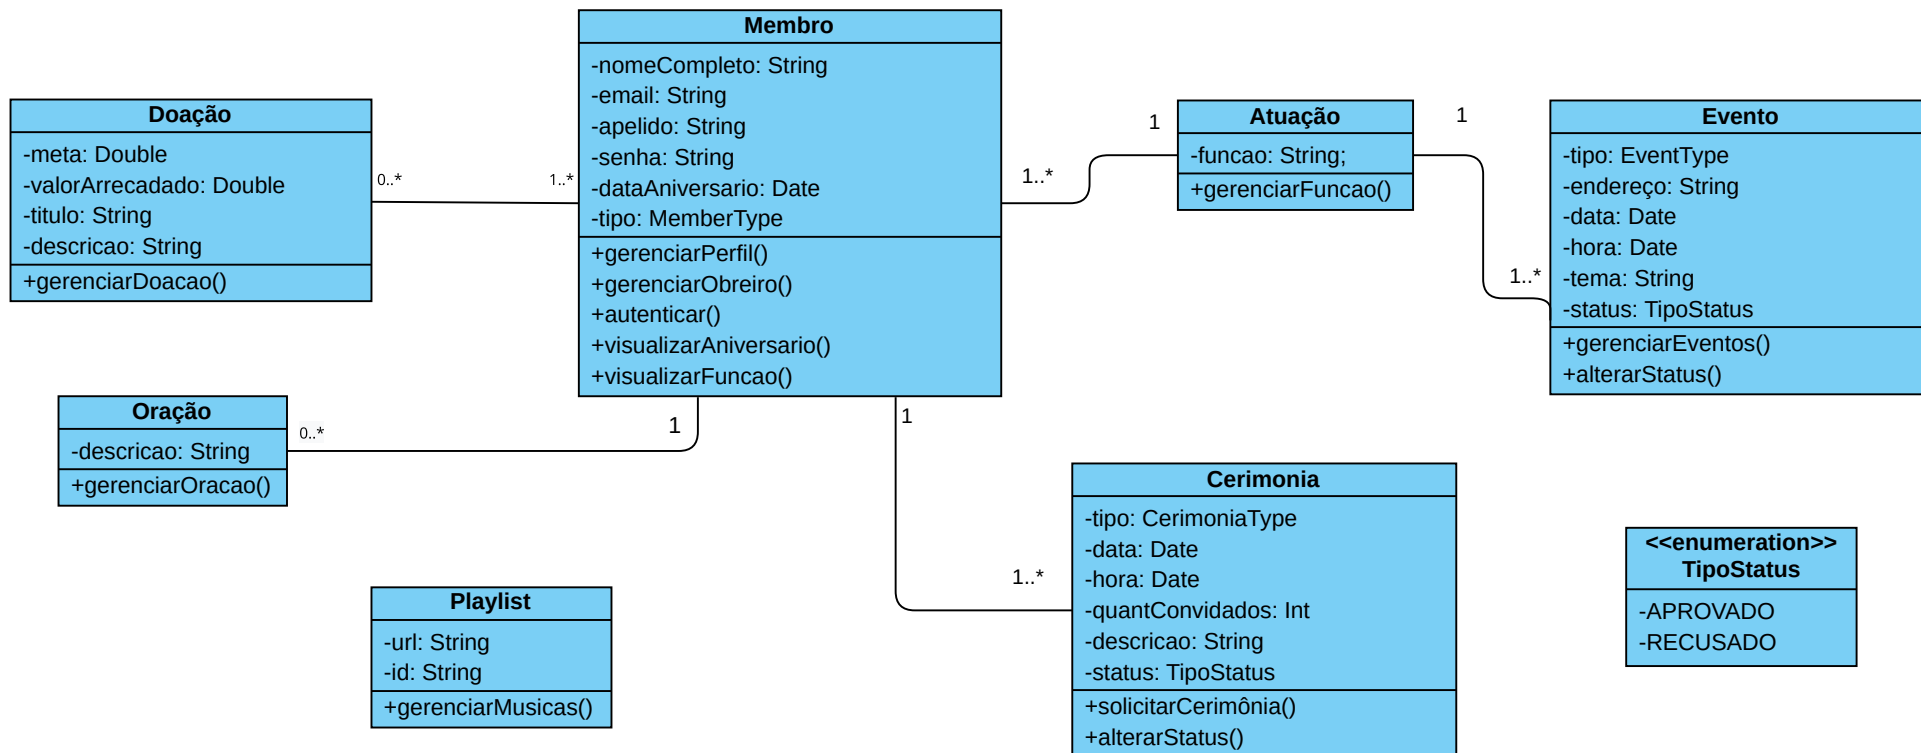 Membro
-nomeCompleto: String
-email: String
-apelido: String
-senha: String
-dataAniversario: Date
-tipo: MemberType
+gerenciarPerfil()
+gerenciarObreiro()
+autenticar()
+visualizarAniversario()
+visualizarFuncao()
Doação
-meta: Double
-valorArrecadado: Double
-titulo: String
-descricao: String
+gerenciarDoacao()
0..*
1..*
1..*
1
Atuação
-funcao: String;
+gerenciarFuncao()
1
1..*
Evento
-tipo: EventType
-endereço: String
-data: Date
-hora: Date
-tema: String
-status: TipoStatus
+gerenciarEventos()
+alterarStatus()
Oração
-descricao: String
+gerenciarOracao()
0..*
1
1
1..*
Cerimonia
-tipo: CerimoniaType
-data: Date
-hora: Date
-quantConvidados: Int
-descricao: String
-status: TipoStatus
+solicitarCerimônia()
+alterarStatus()
<<enumeration>>
TipoStatus
-APROVADO
-RECUSADO
Playlist
-url: String
-id: String
+gerenciarMusicas()